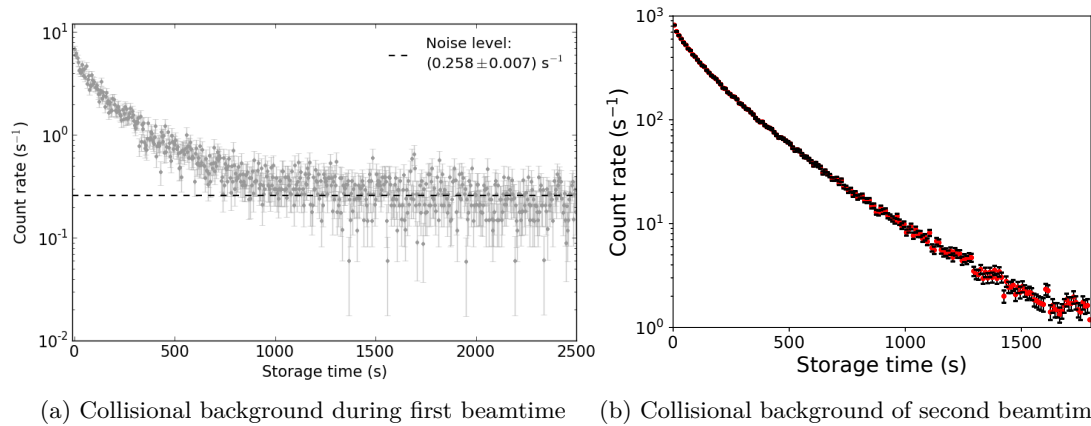 10^1
10^0
10^-1
10^-2
Count rate (s^-1)
Noise level:
(0.258±0.007) s^-1
0 500 1000 1500 2000 2500
Storage time (s)
10^3
10^2
10^1
10^0
Count rate (s^-1)
0 500 1000 1500
Storage time (s)
(a) Collisional background during first beamtime
(b) Collisional background of second beamtim